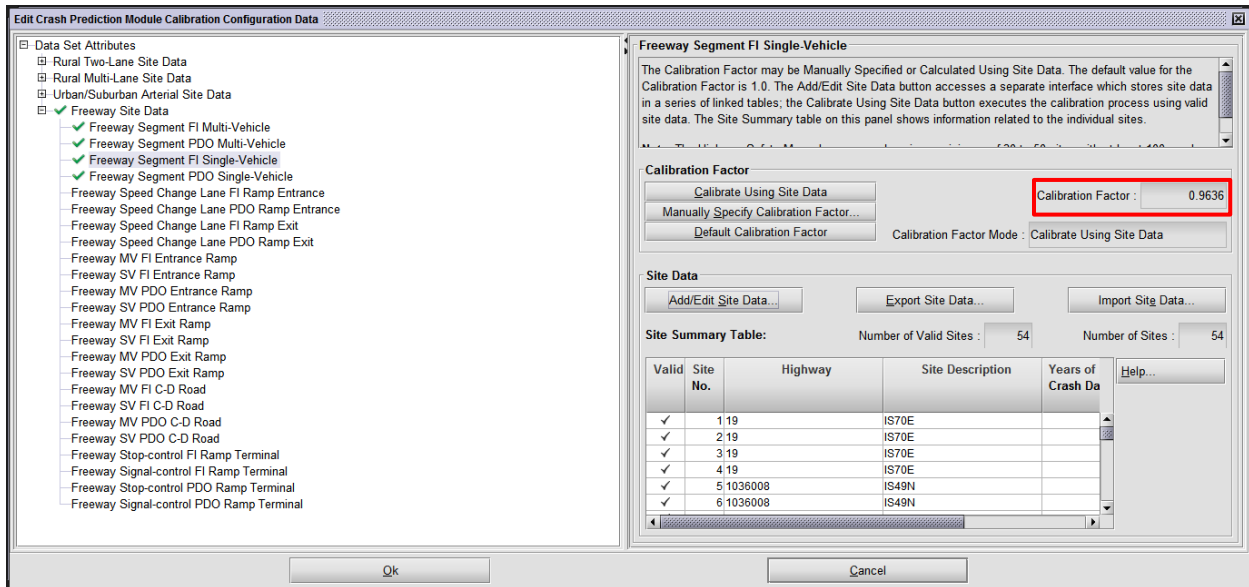 Edit Crash Prediction Module Calibration Configuration Data
Data Set Attributes
Rural Two-Lane Site Data
Rural Multi-Lane Site Data
Urban/Suburban Arterial Site Data
Freeway Site Data
Freeway Segment FI Multi-Vehicle
Freeway Segment PDO Multi-Vehicle
Freeway Segment FI Single-Vehicle
Freeway Segment PDO Single-Vehicle
Freeway Speed Change Lane FI Ramp Entrance
Freeway Speed Change Lane PDO Ramp Entrance
Freeway Speed Change Lane FI Ramp Exit
Freeway Speed Change Lane PDO Ramp Exit
Freeway MV FI Entrance Ramp
Freeway SV FI Entrance Ramp
Freeway MV PDO Entrance Ramp
Freeway SV PDO Entrance Ramp
Freeway MV FI Exit Ramp
Freeway SV FI Exit Ramp
Freeway MV PDO Exit Ramp
Freeway SV PDO Exit Ramp
Freeway MV FI C-D Road
Freeway SV FI C-D Road
Freeway MV PDO C-D Road
Freeway SV PDO C-D Road
Freeway Stop-control FI Ramp Terminal
Freeway Signal-control FI Ramp Terminal
Freeway Stop-control PDO Ramp Terminal
Freeway Signal-control PDO Ramp Terminal
Freeway Segment FI Single-Vehicle
The Calibration Factor may be Manually Specified or Calculated Using Site Data. The default value for the
Calibration Factor is 1.0. The Add/Edit Site Data button accesses a separate interface which stores site data
in a series of linked tables; the Calibrate Using Site Data button executes the calibration process using valid
site data. The Site Summary table on this panel shows information related to the individual sites.
Calibration Factor
Calibrate Using Site Data
Calibration Factor : 0.9636
Manually Specify Calibration Factor...
Default Calibration Factor
Calibration Factor Mode : Calibrate Using Site Data
Site Data
Add/Edit Site Data... Export Site Data... Import Site Data...
Site Summary Table: Number of Valid Sites : 54 Number of Sites : 54
Valid Site Highway Site Description Years of Help...
No. Crash Da
✓ 1 19 IS70E
✓ 2 19 IS70E
✓ 3 19 IS70E
✓ 4 19 IS70E
✓ 5 1036008 IS49N
✓ 6 1036008 IS49N
Ok Cancel